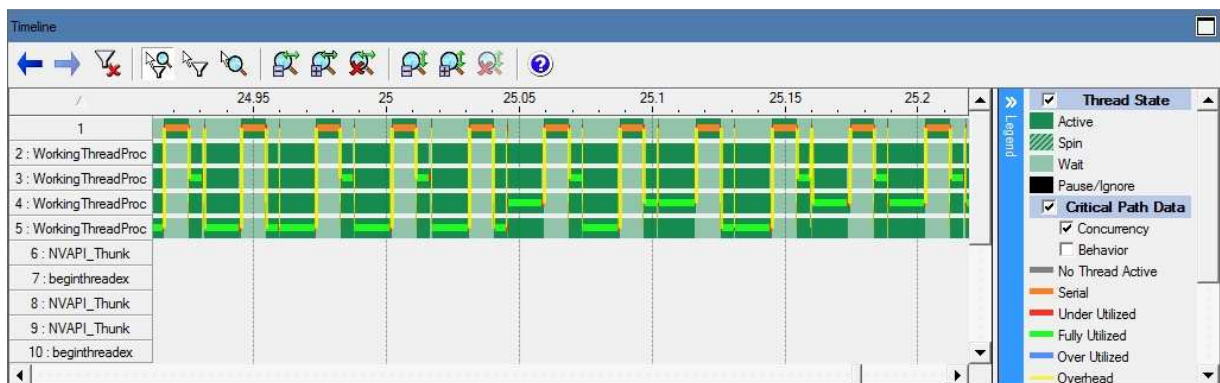 Timeline
24.95 25 25.05 25.1 25.15 25.2
1
2 : WorkingThreadProc
3 : WorkingThreadProc
4 : WorkingThreadProc
5 : WorkingThreadProc
6 : NVAPI_Thunk
7 : beginthreadex
8 : NVAPI_Thunk
9 : NVAPI_Thunk
10 : beginthreadex
Legend
Thread State
Active
Spin
Wait
Pause/Ignore
Critical Path Data
Concurrency
Behavior
No Thread Active
Serial
Under Utilized
Fully Utilized
Over Utilized
Overhead